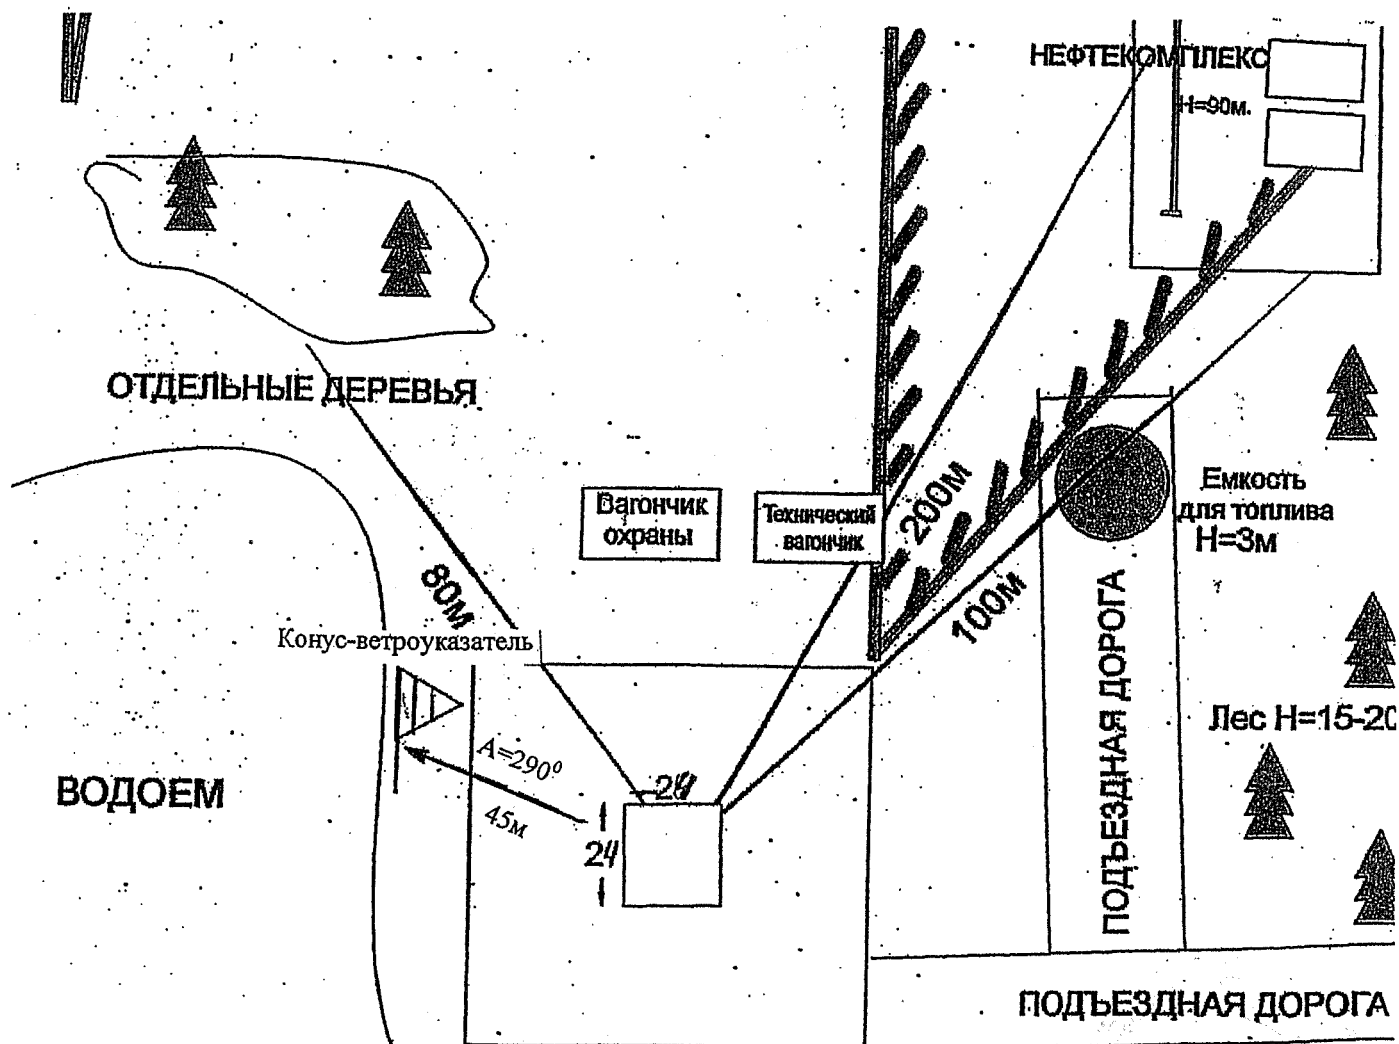 НЕФТЕКОМПЛЕКС
Н=90м.
ОТДЕЛЬНЫЕ ДЕРЕВЬЯ
Вагончик
охраны
Технический
вагончик
200м
Емкость
для топлива
Н=3м
80м
100м
Конус-ветроуказатель
ПОДЪЕЗДНАЯ ДОРОГА
Лес Н=15-20
А=290⁰
ВОДОЕМ
45м
24
24
ПОДЪЕЗДНАЯ ДОРОГА